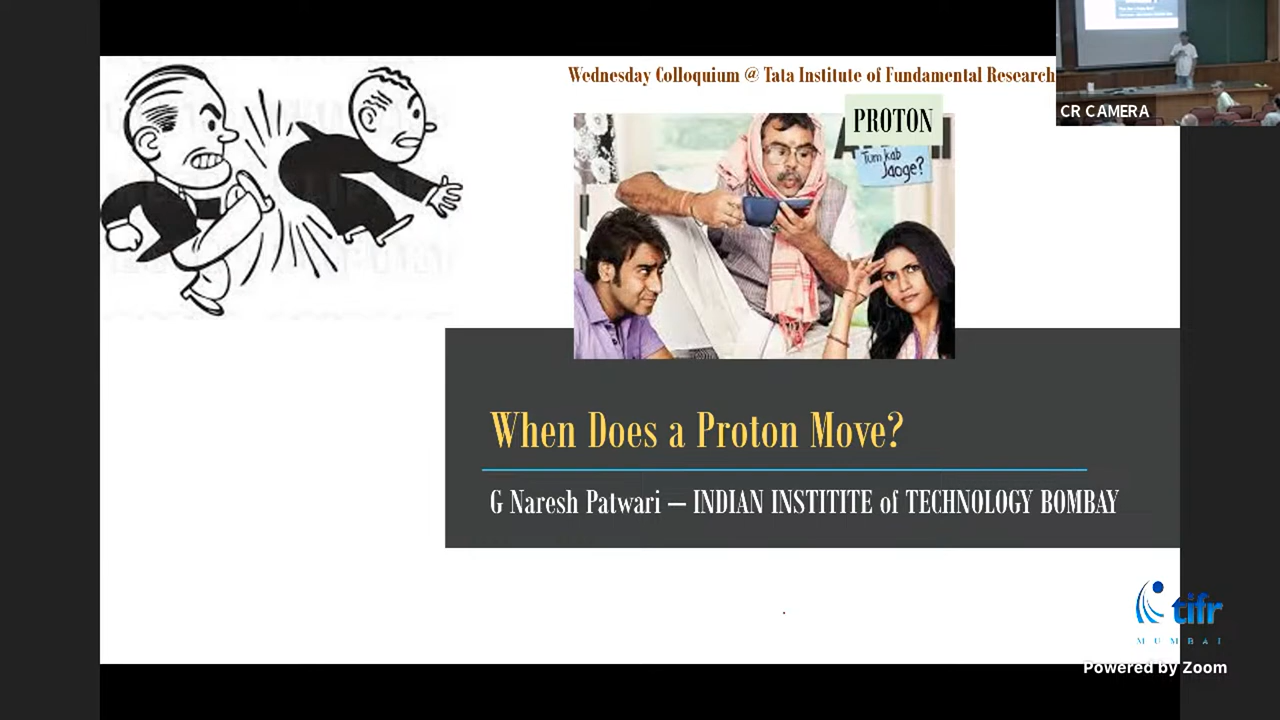 Wednesday Colloquium @ Tata Institute of Fundamental Research
CR CAMERA
PROTON
Tum kab
Jaoge?
When Does a Proton Move?
G Naresh Patwari – INDIAN INSTITITE of TECHNOLOGY BOMBAY
tifr
MUMBAI
Powered by Zoom